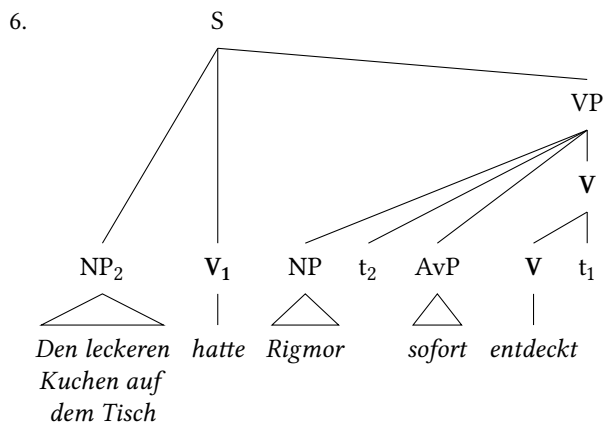 6.
S
VP
V
NP₂ V₁ NP t₂ AvP V t₁
Den leckeren hatte Rigmor sofort entdeckt
Kuchen auf
dem Tisch